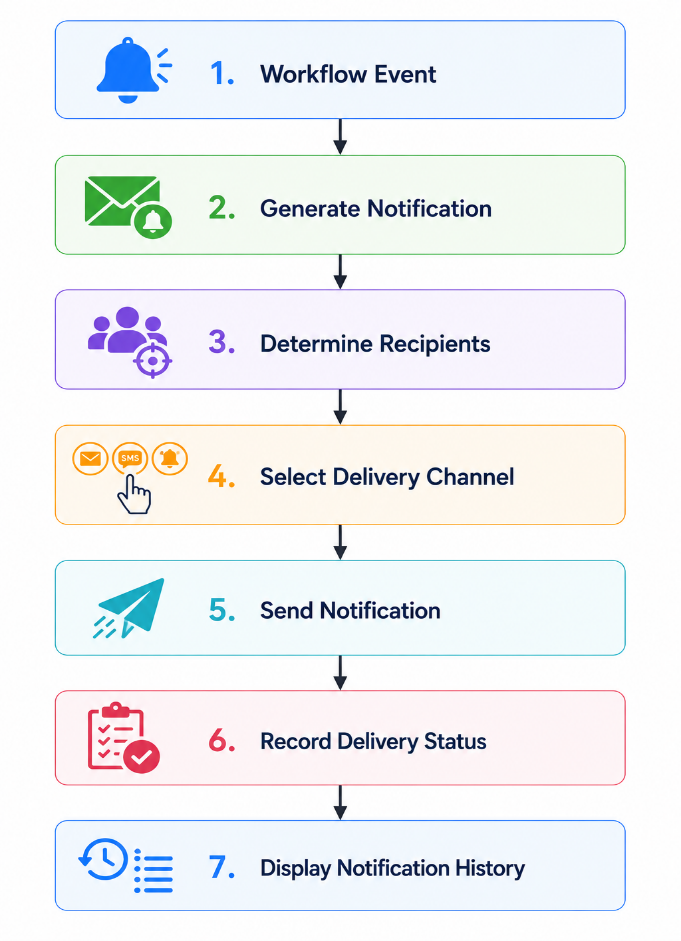 1. Workflow Event
2. Generate Notification
3. Determine Recipients
SMS
4. Select Delivery Channel
5. Send Notification
6. Record Delivery Status
7. Display Notification History